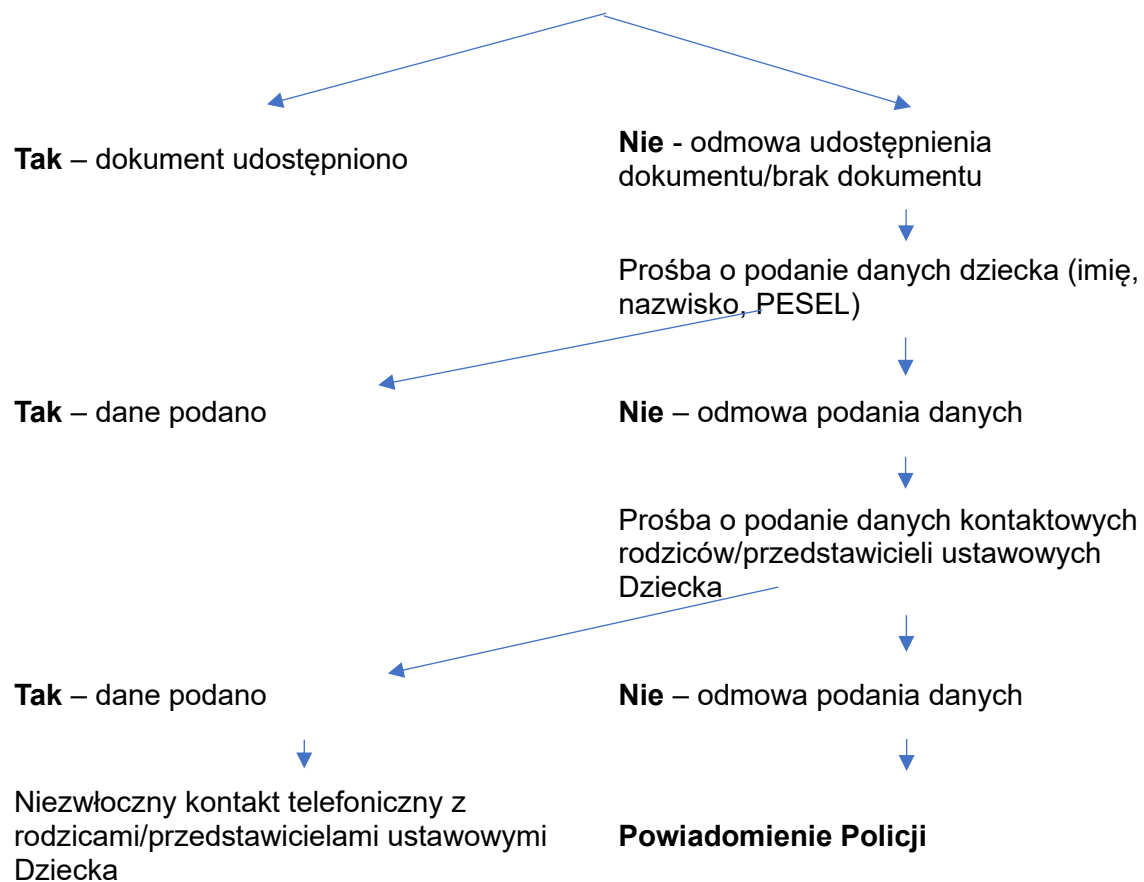 Tak – dokument udostępniono
Nie - odmowa udostępnienia
dokumentu/brak dokumentu
Prośba o podanie danych dziecka (imię,
nazwisko, PESEL)
Tak – dane podano
Nie – odmowa podania danych
Prośba o podanie danych kontaktowych
rodziców/przedstawicieli ustawowych
Dziecka
Tak – dane podano
Nie – odmowa podania danych
Niezwłoczny kontakt telefoniczny z
rodzicami/przedstawicielami ustawowymi
Dziecka
Powiadomienie Policji